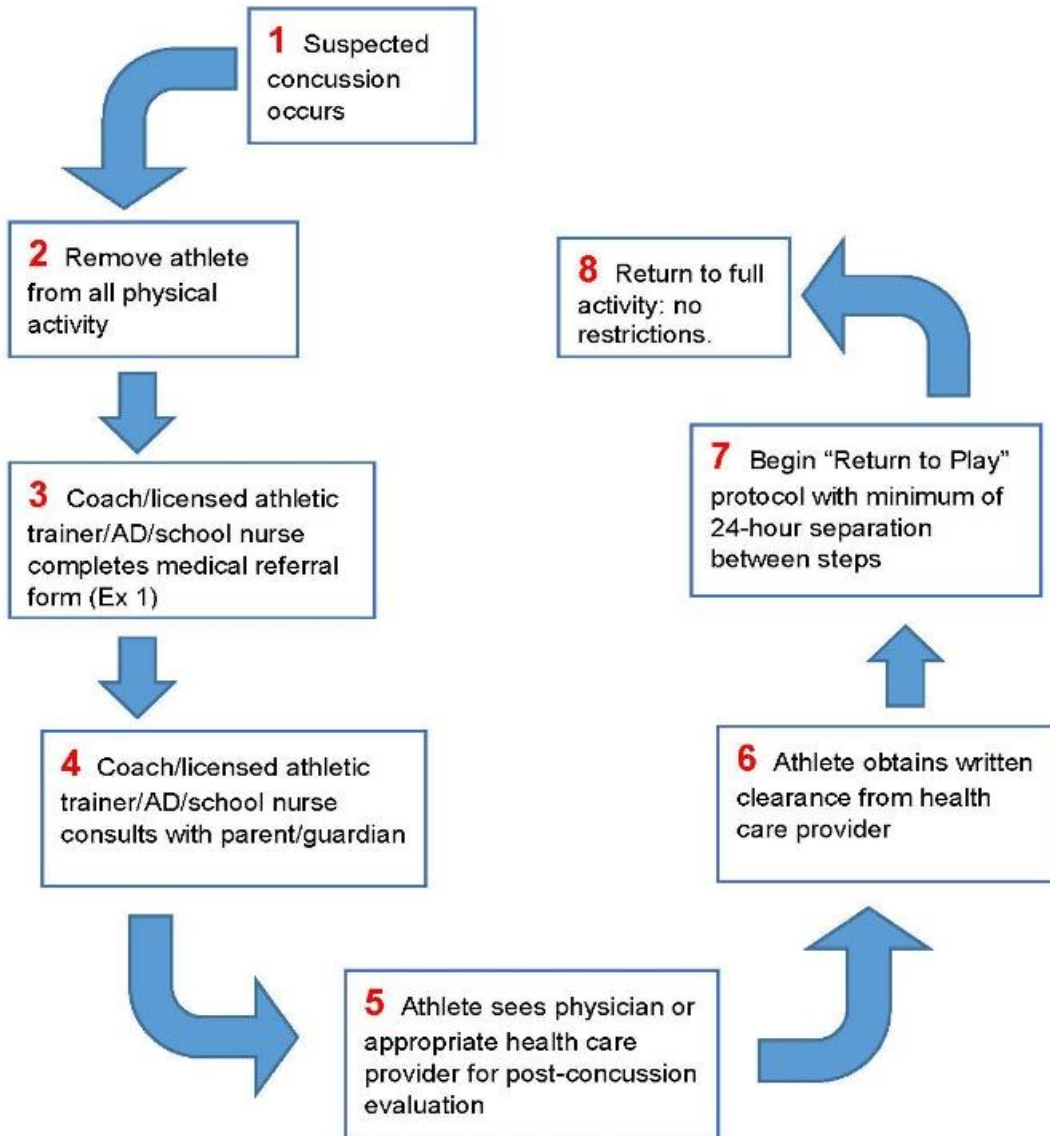 1 Suspected
concussion
occurs
2 Remove athlete
from all physical
activity
3 Coach/licensed athletic
trainer/AD/school nurse
completes medical referral
form (Ex 1)
4 Coach/licensed athletic
trainer/AD/school nurse
consults with parent/guardian
5 Athlete sees physician or
appropriate health care
provider for post-concussion
evaluation
6 Athlete obtains written
clearance from health
care provider
7 Begin “Return to Play”
protocol with minimum of
24-hour separation
between steps
8 Return to full
activity: no
restrictions.